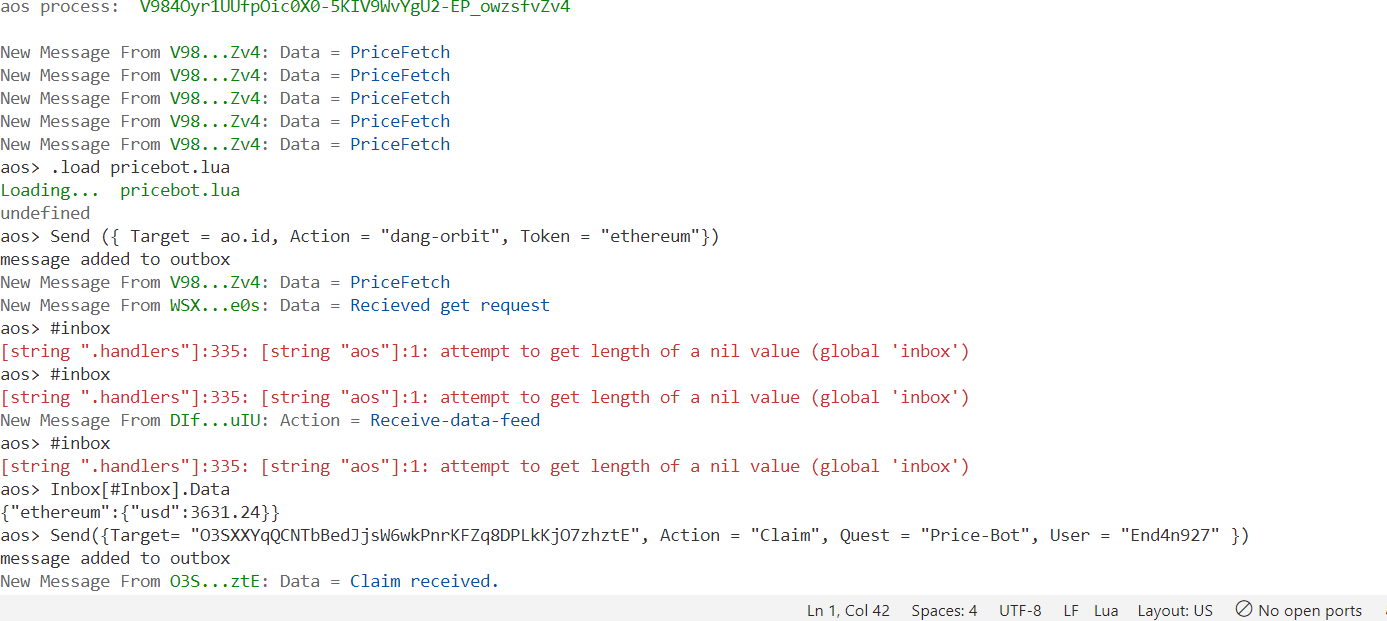 aos process:  V984Oyr1UUfpOic0X0-5KIV9WvYgU2-EP_owzsfvZv4
New Message From V98...Zv4: Data = PriceFetch
New Message From V98...Zv4: Data = PriceFetch
New Message From V98...Zv4: Data = PriceFetch
New Message From V98...Zv4: Data = PriceFetch
New Message From V98...Zv4: Data = PriceFetch
aos> .load pricebot.lua
Loading...  pricebot.lua
undefined
aos> Send ({ Target = ao.id, Action = "dang-orbit", Token = "ethereum"})
message added to outbox
New Message From V98...Zv4: Data = PriceFetch
New Message From WSX...e0s: Data = Recieved get request
aos> #inbox
[string ".handlers"]:335: [string "aos"]:1: attempt to get length of a nil value (global 'inbox')
aos> #inbox
[string ".handlers"]:335: [string "aos"]:1: attempt to get length of a nil value (global 'inbox')
New Message From DIf...uIU: Action = Receive-data-feed
aos> #inbox
[string ".handlers"]:335: [string "aos"]:1: attempt to get length of a nil value (global 'inbox')
aos> Inbox[#Inbox].Data
{"ethereum":{"usd":3631.24}}
aos> Send({Target= "O3SXXYqQCNTbBedJjsW6wkPnrKFZq8DPLkKjO7zhztE", Action = "Claim", Quest = "Price-Bot", User = "End4n927" })
message added to outbox
New Message From O3S...ztE: Data = Claim received.
Ln 1, Col 42 Spaces: 4 UTF-8 LF Lua Layout: US No open ports